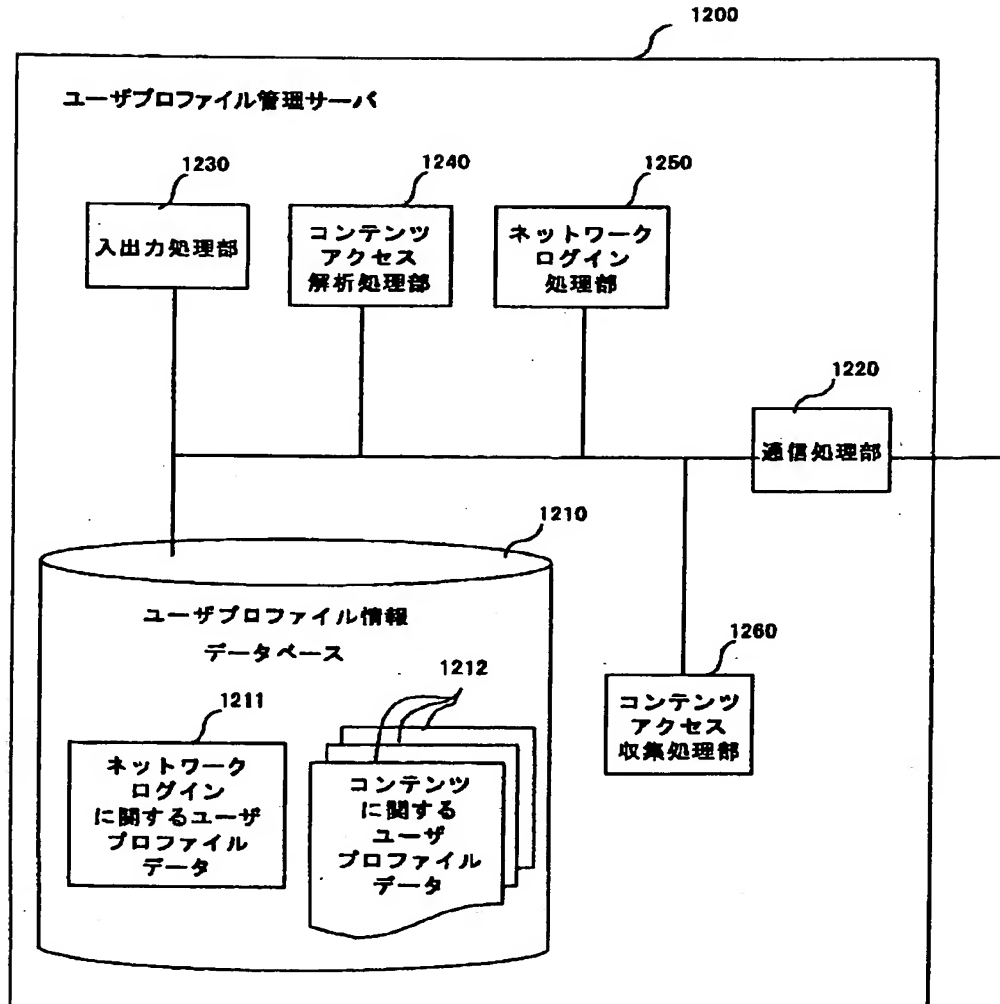 1200
ユーザプロファイル管理サーバ
1230
入出力処理部
1240
コンテンツ
アクセス
解析処理部
1250
ネットワーク
ログイン
処理部
1220
通信処理部
1210
ユーザプロファイル情報
データベース
1211
ネットワーク
ログイン
に関するユーザ
プロファイル
データ
1212
コンテンツ
に関する
ユーザ
プロファイル
データ
1260
コンテンツ
アクセス
収集処理部